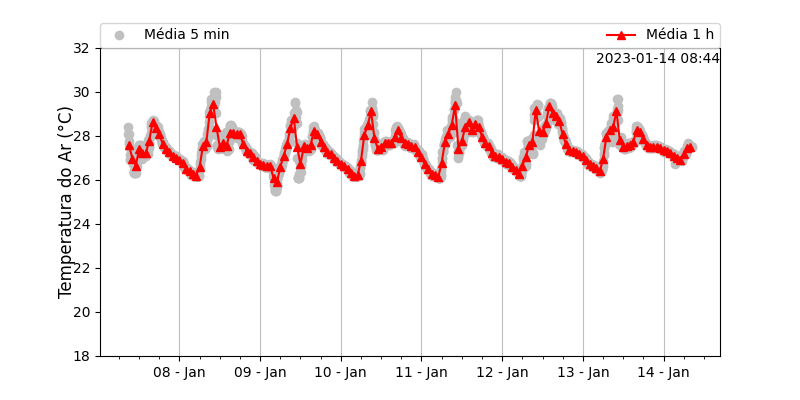 Média 5 min
Média 1 h
2023-01-14 08:44
Temperatura do Ar (°C)
32
30
28
26
24
22
20
18
08 - Jan
09 - Jan
10 - Jan
11 - Jan
12 - Jan
13 - Jan
14 - Jan